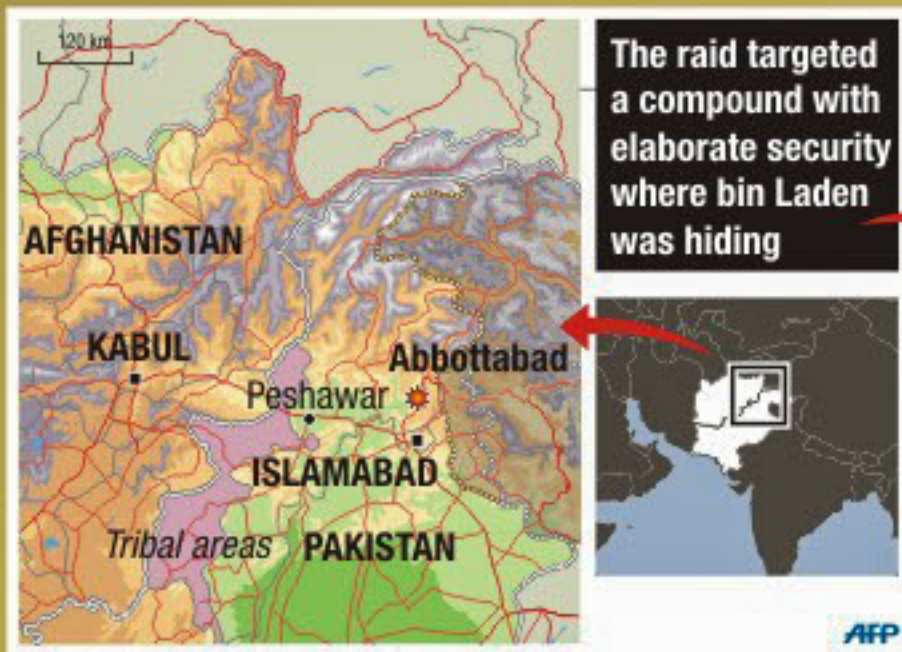 120 km
The raid targeted
a compound with
elaborate security
where bin Laden
was hiding
AFGHANISTAN
KABUL
Abbottabad
Peshawar
ISLAMABAD
Tribal areas
PAKISTAN
AFP